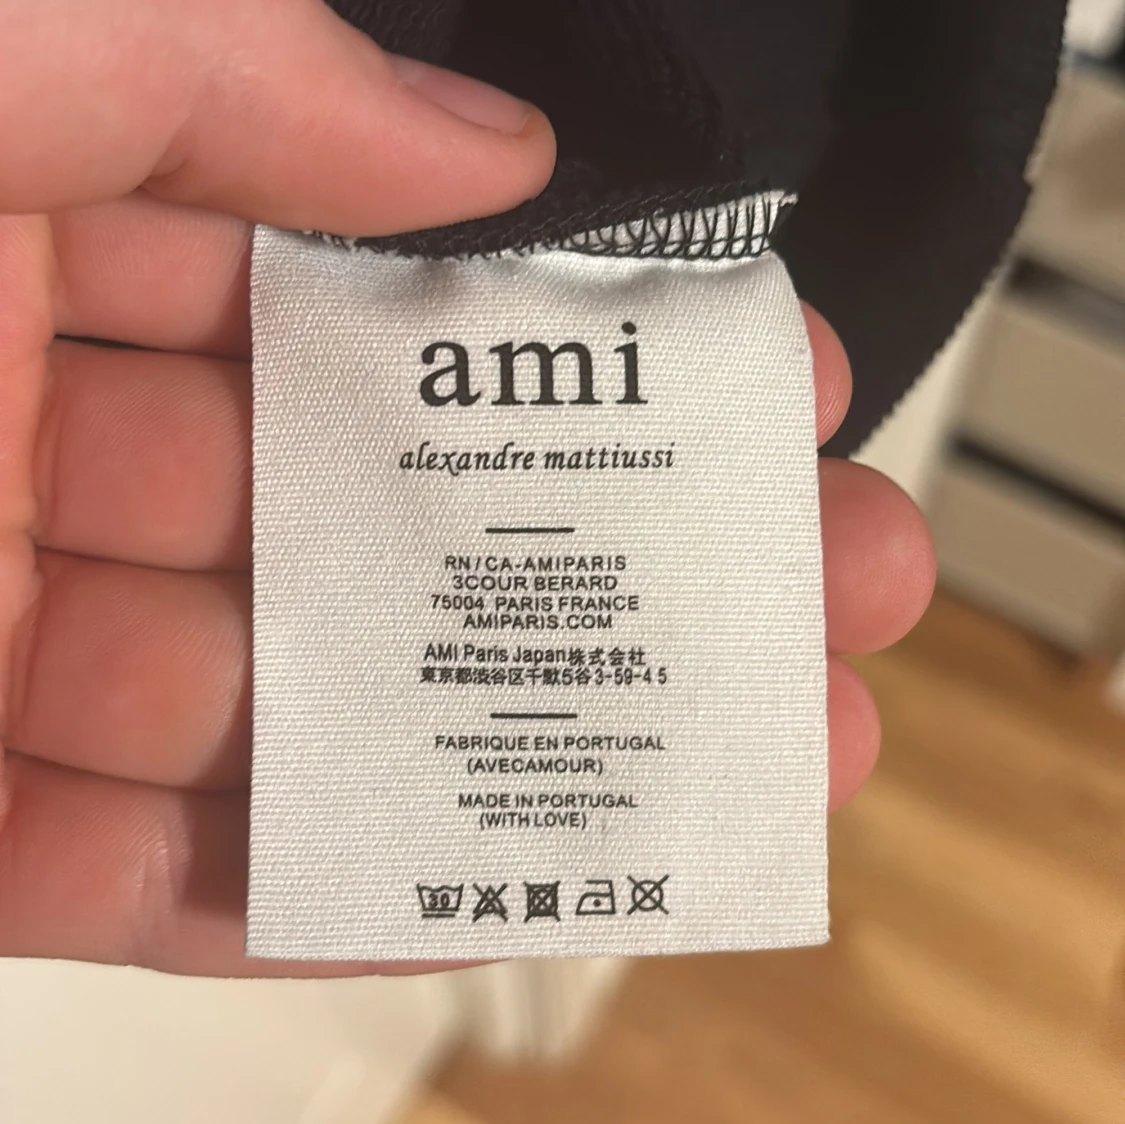 ami
alexandre mattiussi
RN/CA-AMIPARIS
3COUR BERARD
75004 PARIS FRANCE
AMIPARIS.COM
AMI Paris Japan株式会社
東京都渋谷区千駄5谷3-59-4 5
FABRIQUE EN PORTUGAL
(AVECAMOUR)
MADE IN PORTUGAL
(WITH LOVE)
30